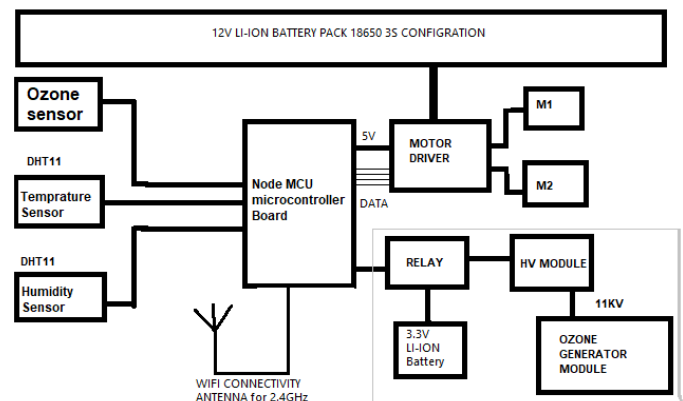 12V LI-ION BATTERY PACK 18650 3S CONFIGRATION
Ozone
sensor
DHT11
Temprature
Sensor
DHT11
Humidity
Sensor
Node MCU
microcontroller
Board
5V
DATA
MOTOR
DRIVER
M1
M2
RELAY
HV MODULE
11KV
3.3V
LI-ION
Battery
OZONE
GENERATOR
MODULE
WIFI CONNECTIVITY
ANTENNA for 2.4GHz